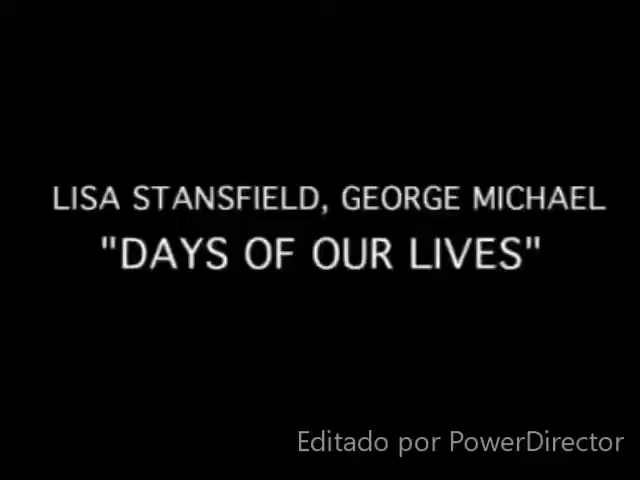 LISA STANSFIELD, GEORGE MICHAEL
"DAYS OF OUR LIVES"
Editado por PowerDirector